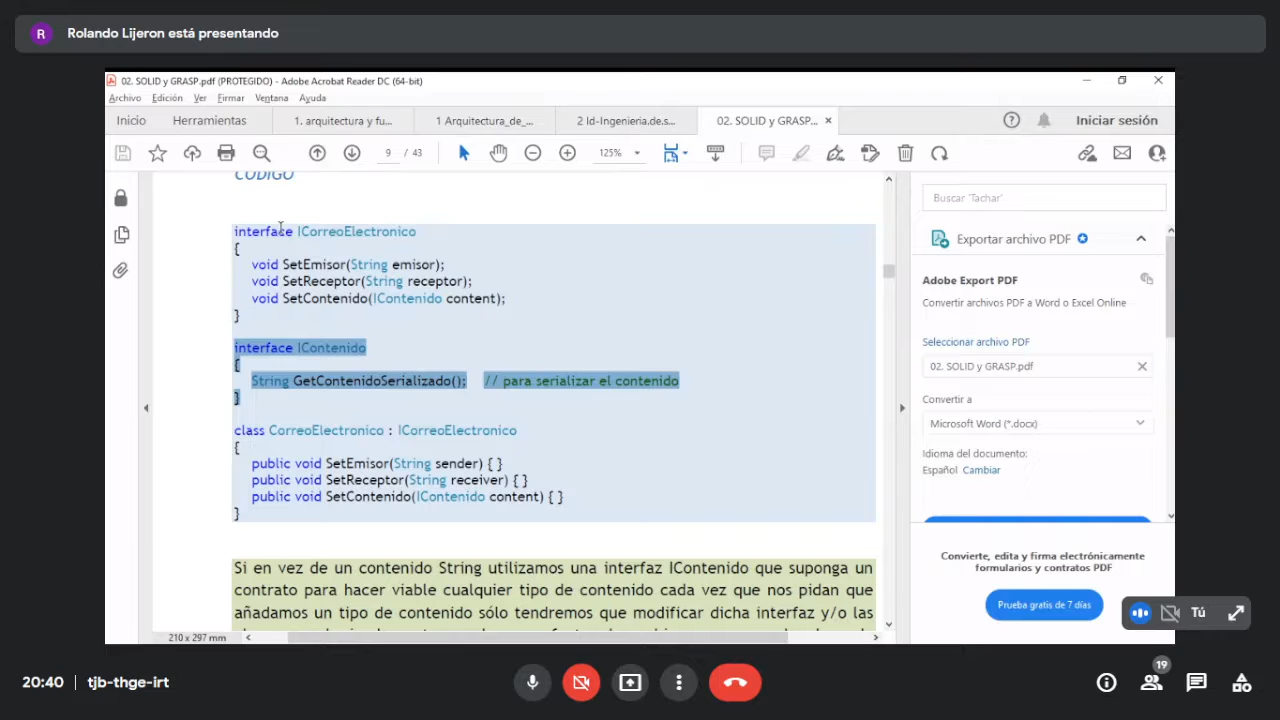 R Rolando Lijeron está presentando
02. SOLID y GRASP.pdf (PROTEGIDO) - Adobe Acrobat Reader DC (64-bit)
Archivo Edición Ver Firmar Ventana Ayuda
Inicio Herramientas 1. arquitectura y fu... 1 Arquitectura_de_... 2 Id-Ingenieria.de.s... 02. SOLID y GRASP... × Iniciar sesión
9 / 43 125%
CÓDIGO
interface ICorreoElectronico
{
void SetEmisor(String emisor);
void SetReceptor(String receptor);
void SetContenido(IContenido content);
}
interface IContenido
{
String GetContenidoSerializado(); // para serializar el contenido
}
class CorreoElectronico : ICorreoElectronico
{
public void SetEmisor(String sender) { }
public void SetReceptor(String receiver) { }
public void SetContenido(IContenido content) { }
}
Si en vez de un contenido String utilizamos una interfaz IContenido que suponga un
contrato para hacer viable cualquier tipo de contenido cada vez que nos pidan que
añadamos un tipo de contenido sólo tendremos que modificar dicha interfaz y/o las
210 x 297 mm
Buscar 'Tachar'
Exportar archivo PDF
Adobe Export PDF
Convertir archivos PDF a Word o Excel Online
Seleccionar archivo PDF
02. SOLID y GRASP.pdf
Convertir a
Microsoft Word (*.docx)
Idioma del documento:
Español Cambiar
Convierte, edita y firma electrónicamente
formularios y contratos PDF
Prueba gratis de 7 días
Tú
20:40 | tjb-thge-irt
19